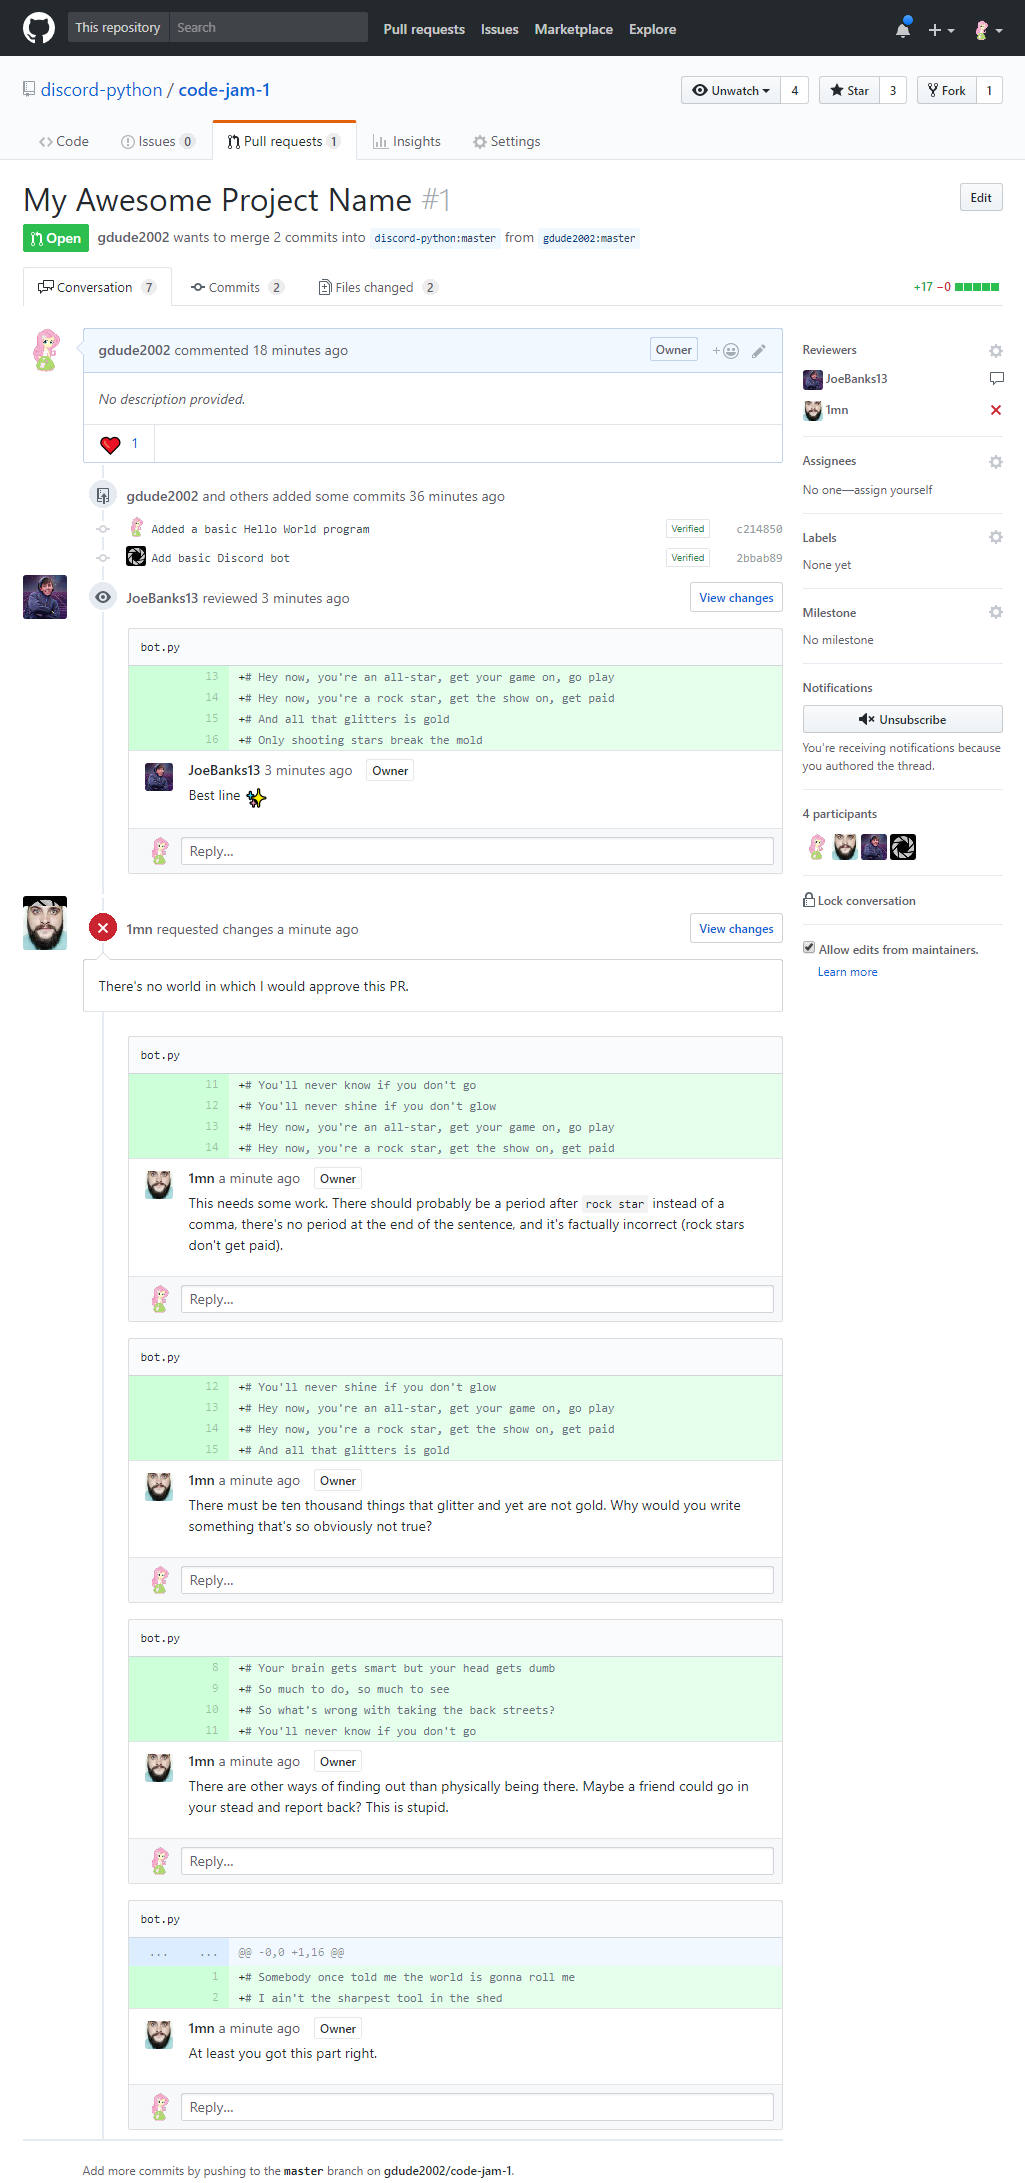 This repository Search Pull requests Issues Marketplace Explore
discord-python / code-jam-1
Unwatch 4 Star 3 Fork 1
Code Issues 0 Pull requests 1 Insights Settings
My Awesome Project Name #1
Edit
Open gdude2002 wants to merge 2 commits into discord-python:master from gdude2002:master
Conversation 7 Commits 2 Files changed 2 +17 −0
gdude2002 commented 18 minutes ago Owner
No description provided.
1
gdude2002 and others added some commits 36 minutes ago
Added a basic Hello World program Verified c214850
Add basic Discord bot Verified 2bbab89
JoeBanks13 reviewed 3 minutes ago View changes
bot.py
13 +# Hey now, you're an all-star, get your game on, go play
14 +# Hey now, you're a rock star, get the show on, get paid
15 +# And all that glitters is gold
16 +# Only shooting stars break the mold
JoeBanks13 3 minutes ago Owner
Best line
Reply...
1mn requested changes a minute ago View changes
There's no world in which I would approve this PR.
bot.py
11 +# You'll never know if you don't go
12 +# You'll never shine if you don't glow
13 +# Hey now, you're an all-star, get your game on, go play
14 +# Hey now, you're a rock star, get the show on, get paid
1mn a minute ago Owner
This needs some work. There should probably be a period after rock star instead of a
comma, there's no period at the end of the sentence, and it's factually incorrect (rock stars
don't get paid).
Reply...
bot.py
12 +# You'll never shine if you don't glow
13 +# Hey now, you're an all-star, get your game on, go play
14 +# Hey now, you're a rock star, get the show on, get paid
15 +# And all that glitters is gold
1mn a minute ago Owner
There must be ten thousand things that glitter and yet are not gold. Why would you write
something that's so obviously not true?
Reply...
bot.py
8 +# Your brain gets smart but your head gets dumb
9 +# So much to do, so much to see
10 +# So what's wrong with taking the back streets?
11 +# You'll never know if you don't go
1mn a minute ago Owner
There are other ways of finding out than physically being there. Maybe a friend could go in
your stead and report back? This is stupid.
Reply...
bot.py
... ... @@ -0,0 +1,16 @@
1 +# Somebody once told me the world is gonna roll me
2 +# I ain't the sharpest tool in the shed
1mn a minute ago Owner
At least you got this part right.
Reply...
Add more commits by pushing to the master branch on gdude2002/code-jam-1.
Reviewers
JoeBanks13
1mn
Assignees
No one—assign yourself
Labels
None yet
Milestone
No milestone
Notifications
Unsubscribe
You're receiving notifications because
you authored the thread.
4 participants
Lock conversation
Allow edits from maintainers.
Learn more